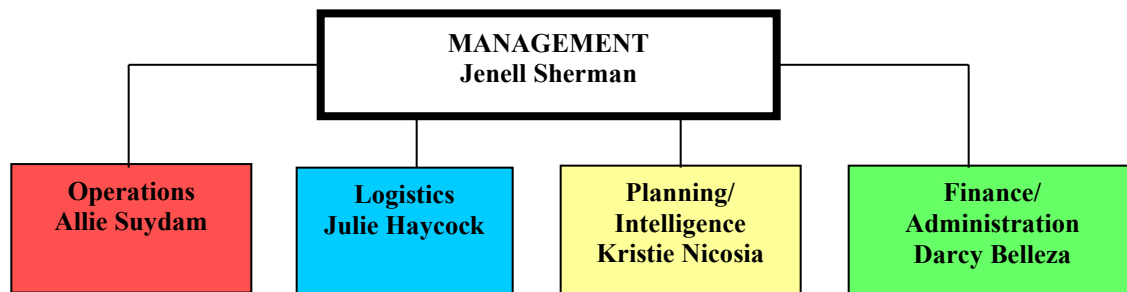 MANAGEMENT
Jenell Sherman
Operations
Allie Suydam
Logistics
Julie Haycock
Planning/
Intelligence
Kristie Nicosia
Finance/
Administration
Darcy Belleza